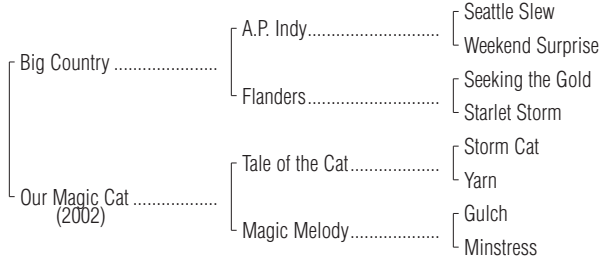 Seattle Slew
A.P. Indy........................
Weekend Surprise
Big Country ...................
Seeking the Gold
Flanders........................
Starlet Storm
Storm Cat
Tale of the Cat................
Yarn
Our Magic Cat ................
(2002)
Gulch
Magic Melody................
Minstress